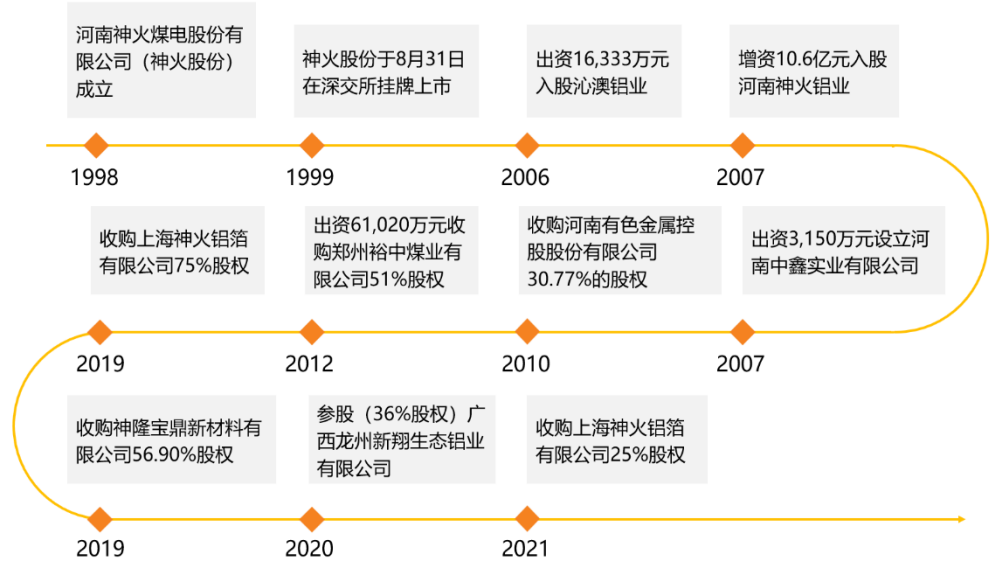 河南神火煤电股份有
限公司（神火股份）
成立
神火股份于8月31日
在深交所挂牌上市
出资16,333万元
入股沁澳铝业
增资10.6亿元入股
河南神火铝业
1998
1999
2006
2007
收购上海神火铝箔
有限公司75%股权
出资61,020万元收
购郑州裕中煤业有
限公司51%股权
收购河南有色金属控
股股份有限公司
30.77%的股权
出资3,150万元设立河
南中鑫实业有限公司
2019
2012
2010
2007
收购神隆宝鼎新材料有
限公司56.90%股权
参股（36%股权）广
西龙州新翔生态铝业
有限公司
收购上海神火铝箔
有限公司25%股权
2019
2020
2021